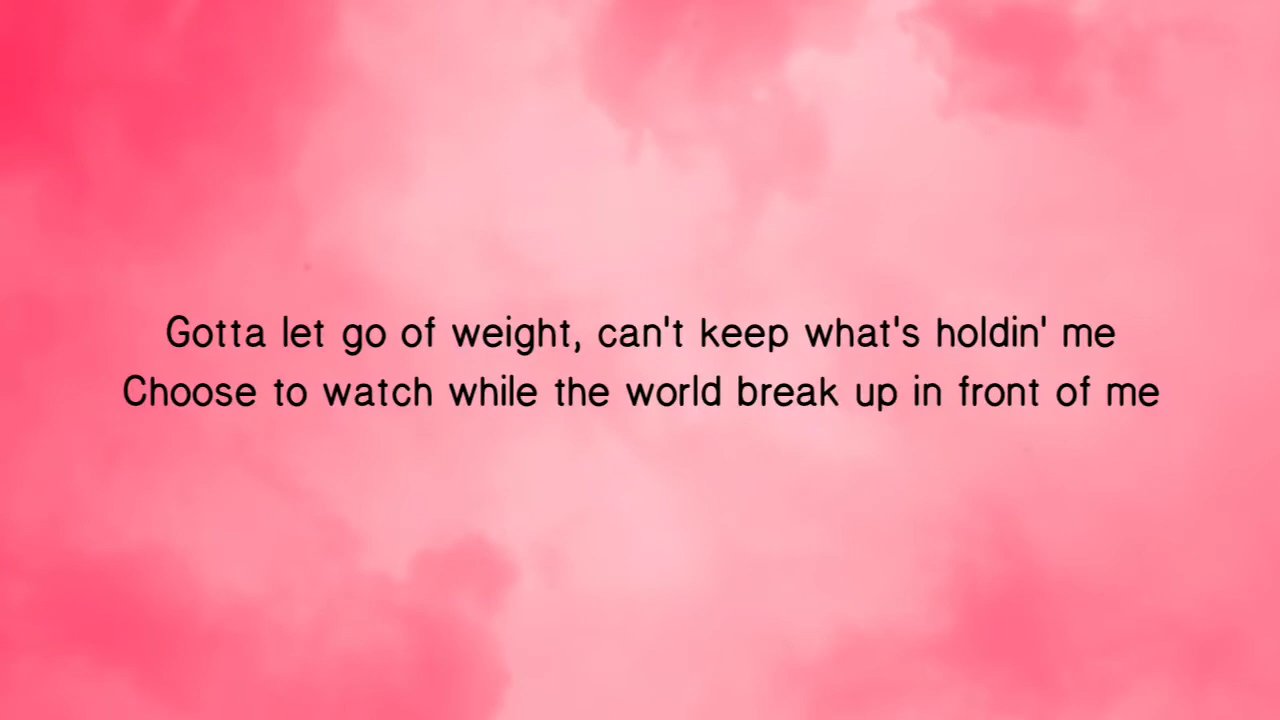 Gotta let go of weight, can't keep what's holdin' me
Choose to watch while the world break up in front of me